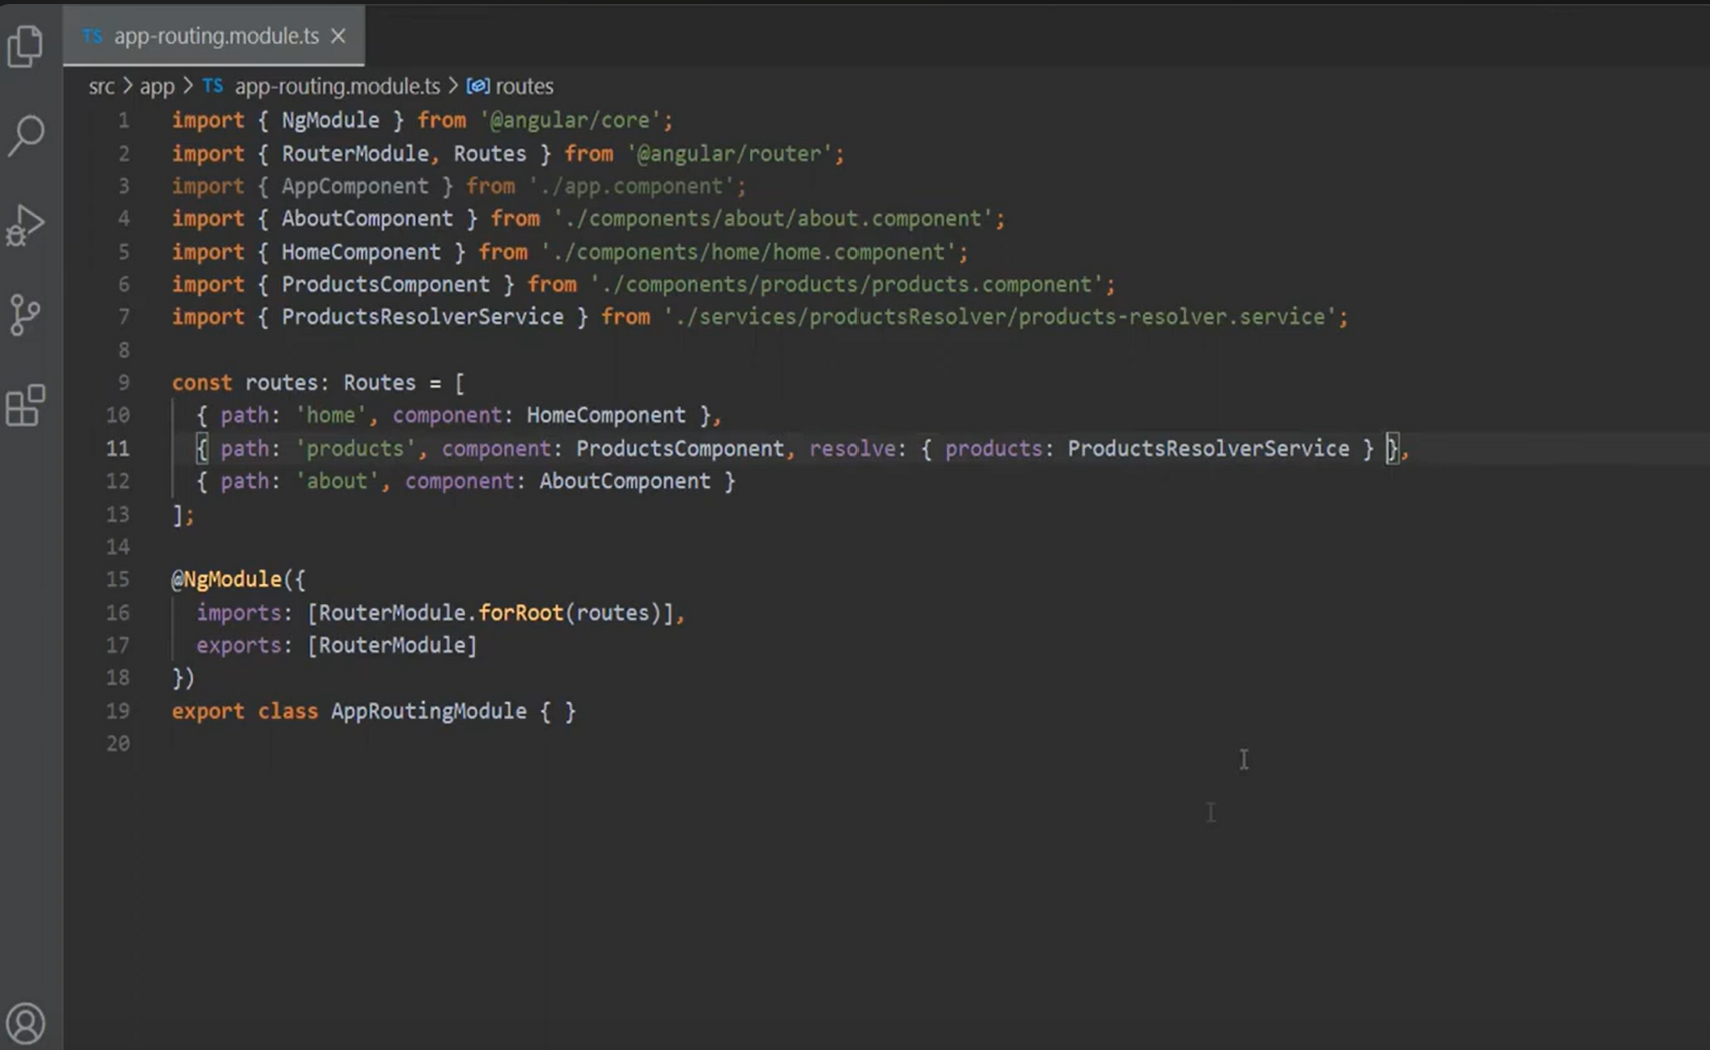 TS app-routing.module.ts ×
src > app > TS app-routing.module.ts > routes
1 import { NgModule } from '@angular/core';
2 import { RouterModule, Routes } from '@angular/router';
3 import { AppComponent } from './app.component';
4 import { AboutComponent } from './components/about/about.component';
5 import { HomeComponent } from './components/home/home.component';
6 import { ProductsComponent } from './components/products/products.component';
7 import { ProductsResolverService } from './services/productsResolver/products-resolver.service';
8
9 const routes: Routes = [
10 { path: 'home', component: HomeComponent },
11 { path: 'products', component: ProductsComponent, resolve: { products: ProductsResolverService } },
12 { path: 'about', component: AboutComponent }
13 ];
14
15 @NgModule({
16 imports: [RouterModule.forRoot(routes)],
17 exports: [RouterModule]
18 })
19 export class AppRoutingModule { }
20